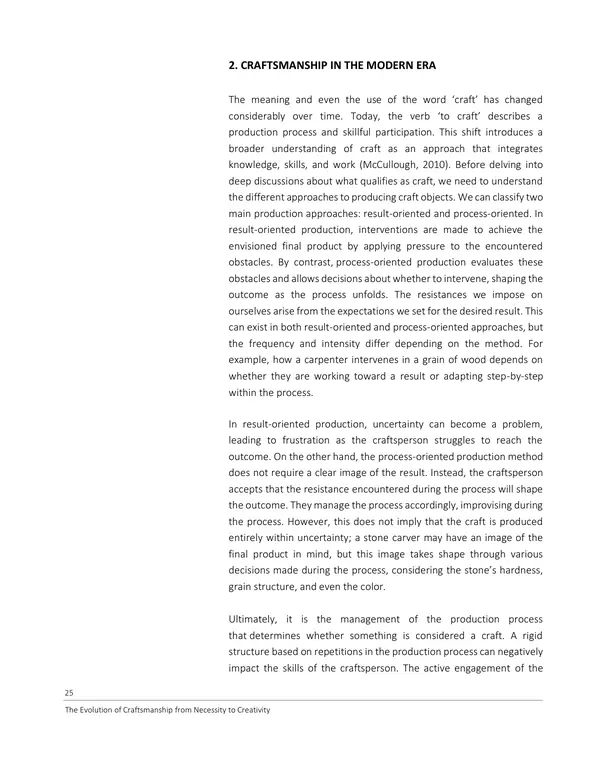 2. CRAFTSMANSHIP IN THE MODERN ERA
The meaning and even the use of the word ‘craft’ has changed
considerably over time. Today, the verb ‘to craft’ describes a
production process and skillful participation. This shift introduces a
broader understanding of craft as an approach that integrates
knowledge, skills, and work (McCullough, 2010). Before delving into
deep discussions about what qualifies as craft, we need to understand
the different approaches to producing craft objects. We can classify two
main production approaches: result-oriented and process-oriented. In
result-oriented production, interventions are made to achieve the
envisioned final product by applying pressure to the encountered
obstacles. By contrast, process-oriented production evaluates these
obstacles and allows decisions about whether to intervene, shaping the
outcome as the process unfolds. The resistances we impose on
ourselves arise from the expectations we set for the desired result. This
can exist in both result-oriented and process-oriented approaches, but
the frequency and intensity differ depending on the method. For
example, how a carpenter intervenes in a grain of wood depends on
whether they are working toward a result or adapting step-by-step
within the process.
In result-oriented production, uncertainty can become a problem,
leading to frustration as the craftsperson struggles to reach the
outcome. On the other hand, the process-oriented production method
does not require a clear image of the result. Instead, the craftsperson
accepts that the resistance encountered during the process will shape
the outcome. They manage the process accordingly, improvising during
the process. However, this does not imply that the craft is produced
entirely within uncertainty; a stone carver may have an image of the
final product in mind, but this image takes shape through various
decisions made during the process, considering the stone’s hardness,
grain structure, and even the color.
Ultimately, it is the management of the production process
that determines whether something is considered a craft. A rigid
structure based on repetitions in the production process can negatively
impact the skills of the craftsperson. The active engagement of the
25
The Evolution of Craftsmanship from Necessity to Creativity